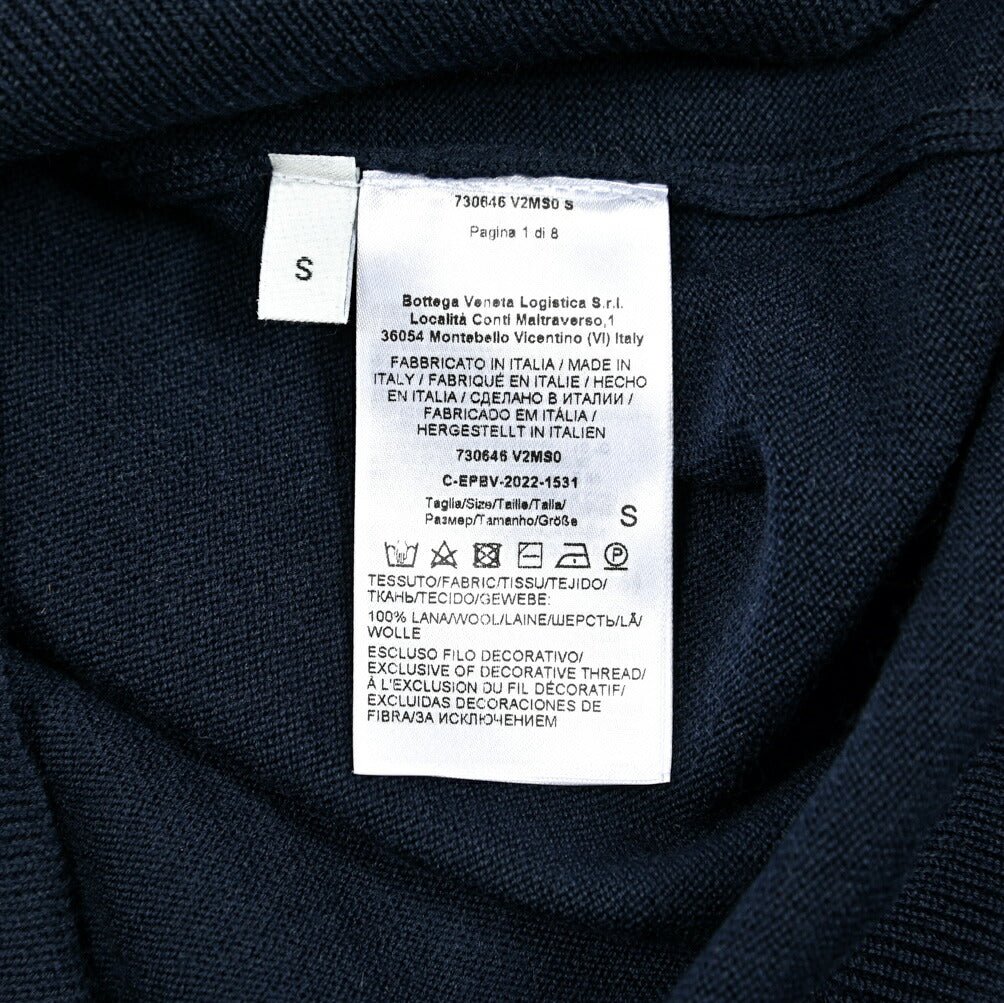 S
730646 V2MS0 S
Pagina 1 di 8
Bottega Veneta Logistica S.r.l.
Località Conti Maltraverso,1
36054 Montebello Vicentino (VI) Italy
FABBRICATO IN ITALIA / MADE IN
ITALY / FABRIQUÉ EN ITALIE / HECHO
EN ITALIA / СДЕЛАНО В ИТАЛИИ /
FABRICADO EM ITÁLIA /
HERGESTELLT IN ITALIEN
730646 V2MS0
C-EPBV-2022-1531
Taglia/Size/Taille/Talla/
Размер/Tamanho/Größe S
P
TESSUTO/FABRIC/TISSU/TEJIDO/
ТКАНЬ/TECIDO/GEWEBE:
100% LANA/WOOL/LAINE/ШЕРСТЬ/LÃ/
WOLLE
ESCLUSO FILO DECORATIVO/
EXCLUSIVE OF DECORATIVE THREAD/
À L'EXCLUSION DU FIL DÉCORATIF/
EXCLUIDAS DECORACIONES DE
FIBRA/ЗА ИСКЛЮЧЕНИЕМ